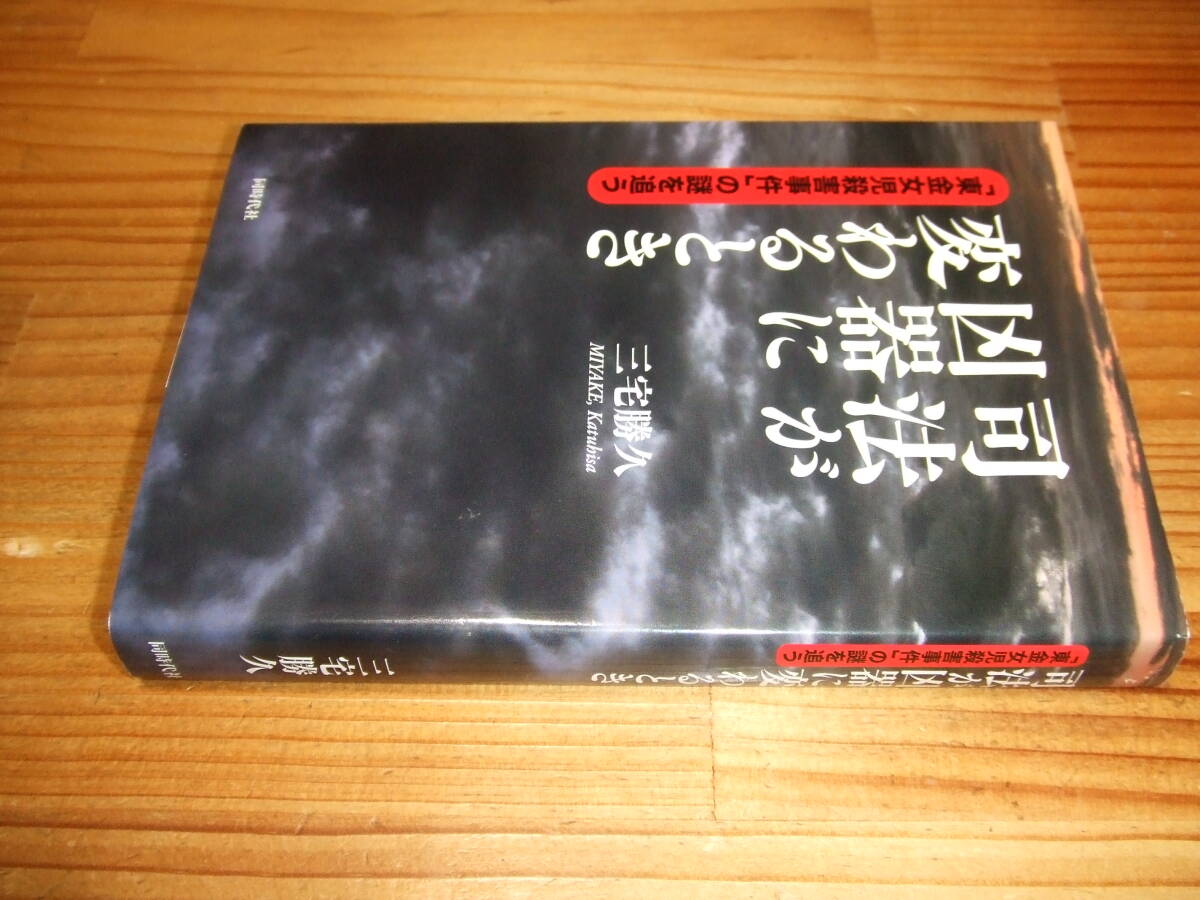 「東金女児殺害事件」の謎を追う
司法が
凶器に
変わるとき
三宅勝久
MIYAKE, Katuhisa
同時代社
「東金女児殺害事件」の謎を追う
司法が凶器に変わるとき
三宅勝久
同時代社